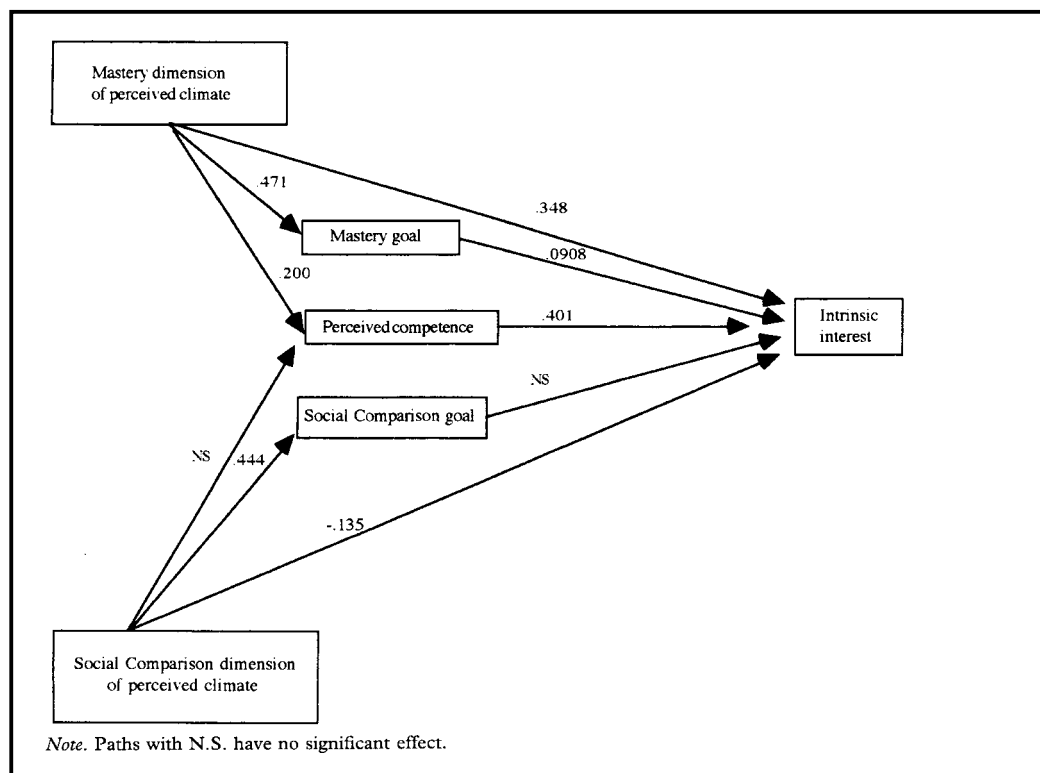 Mastery dimension
of perceived climate
.471
.348
Mastery goal
.0908
.200
Perceived competence
.401
Intrinsic
interest
NS
Social Comparison goal
NS
.444
-.135
Social Comparison dimension
of perceived climate
Note. Paths with N.S. have no significant effect.